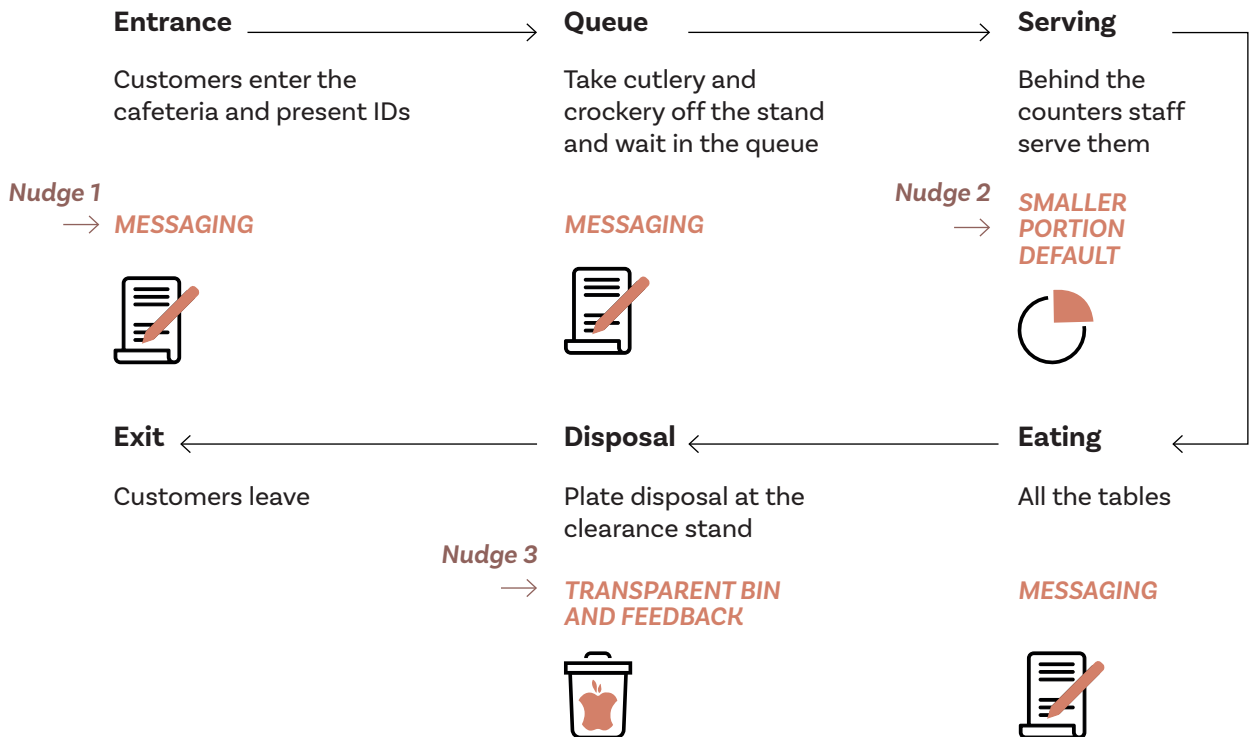 Entrance
Customers enter the
cafeteria and present IDs
Nudge 1
MESSAGING
Queue
Take cutlery and
crockery off the stand
and wait in the queue
MESSAGING
Serving
Behind the
counters staff
serve them
Nudge 2
SMALLER
PORTION
DEFAULT
Eating
All the tables
MESSAGING
Disposal
Plate disposal at the
clearance stand
Nudge 3
TRANSPARENT BIN
AND FEEDBACK
Exit
Customers leave